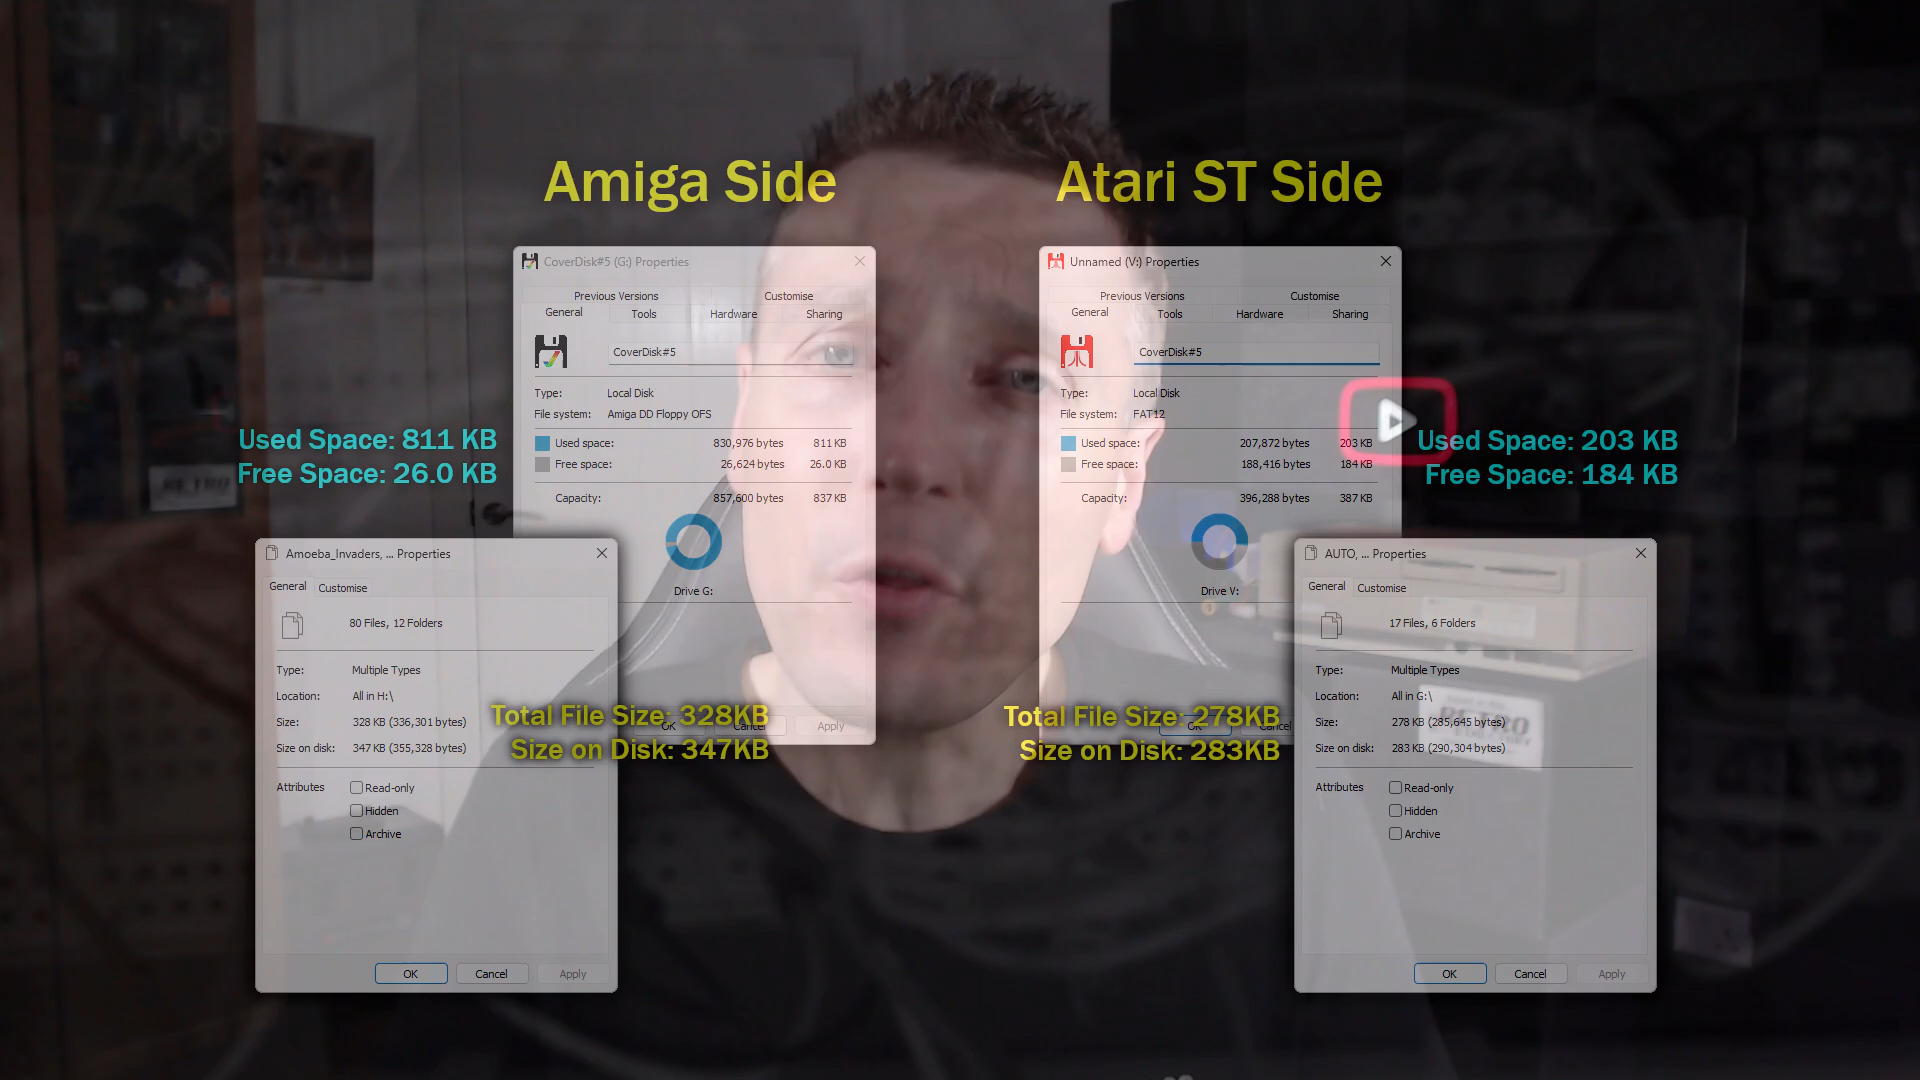 Amiga Side
Atari ST Side
CoverDisk#5 (G:) Properties
Previous Versions
Customise
General
Tools
Hardware
Sharing
CoverDisk#5
Type:
Local Disk
File system:
Amiga DD Floppy OFS
Used space:
830,976 bytes
811 KB
Free space:
26,624 bytes
26.0 KB
Capacity:
857,600 bytes
837 KB
Drive G:
OK
Cancel
Apply
Unnamed (V:) Properties
Previous Versions
Customise
General
Tools
Hardware
Sharing
CoverDisk#5
Type:
Local Disk
File system:
FAT12
Used space:
207,872 bytes
203 KB
Free space:
188,416 bytes
184 KB
Capacity:
396,288 bytes
387 KB
Drive V:
OK
Cancel
Used Space: 811 KB
Free Space: 26.0 KB
Used Space: 203 KB
Free Space: 184 KB
Amoeba_Invaders, ... Properties
General
Customise
80 Files, 12 Folders
Type:
Multiple Types
Location:
All in H:\
Size:
328 KB (336,301 bytes)
Size on disk:
347 KB (355,328 bytes)
Attributes
Read-only
Hidden
Archive
OK
Cancel
Apply
Total File Size: 328KB
Size on Disk: 347KB
Total File Size: 278KB
Size on Disk: 283KB
AUTO, ... Properties
General
Customise
17 Files, 6 Folders
Type:
Multiple Types
Location:
All in G:\
Size:
278 KB (285,645 bytes)
Size on disk:
283 KB (290,304 bytes)
Attributes
Read-only
Hidden
Archive
OK
Cancel
Apply
RETRO
RETRO